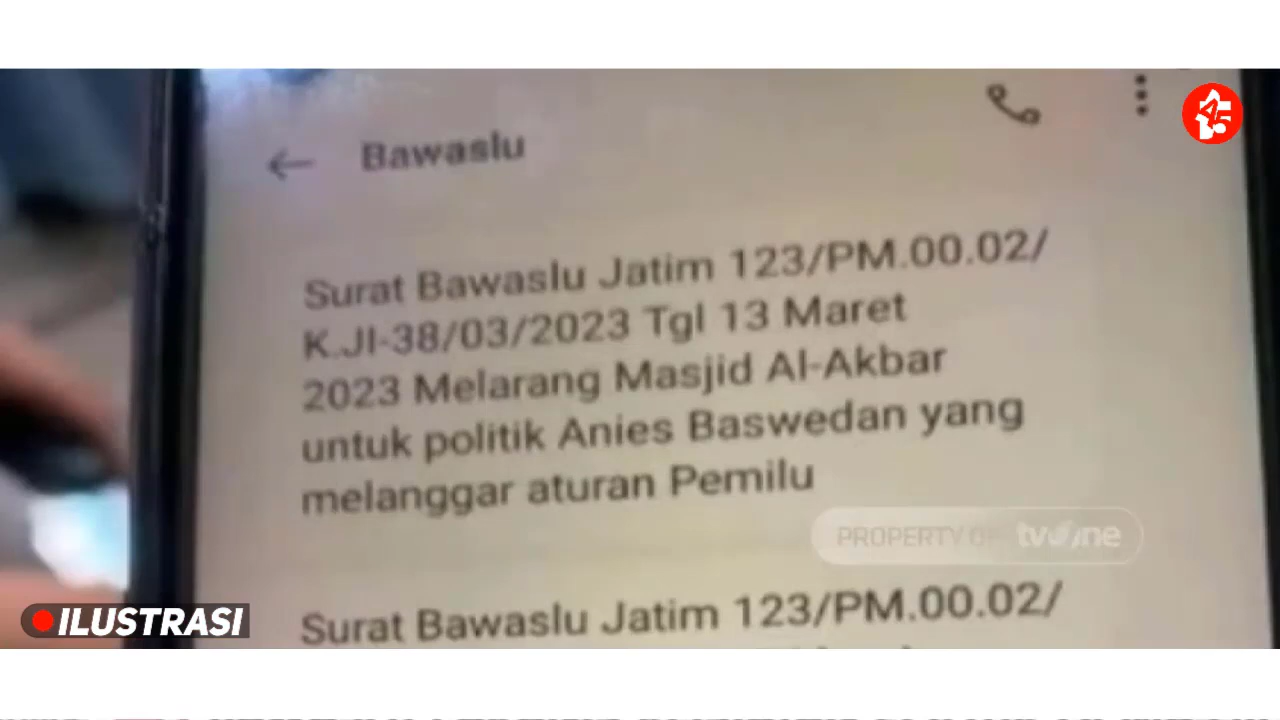 Bawaslu
Surat Bawaslu Jatim 123/PM.00.02/
K.JI-38/03/2023 Tgl 13 Maret
2023 Melarang Masjid Al-Akbar
untuk politik Anies Baswedan yang
melanggar aturan Pemilu
PROPERTY OF tvOne
Surat Bawaslu Jatim 123/PM.00.02/
ILUSTRASI